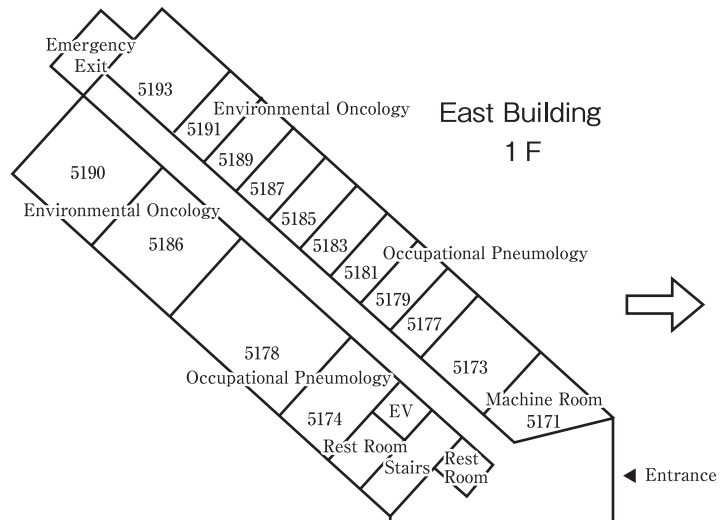 Emergency
Exit
5193
Environmental Oncology
East Building
1 F
5191
5189
5190
5187
Environmental Oncology
5185
5186
5183
Occupational Pneumology
5181
5179
5177
5178
5173
Occupational Pneumology
Machine Room
5171
5174
EV
Rest Room
Stairs
Rest
Room
Entrance